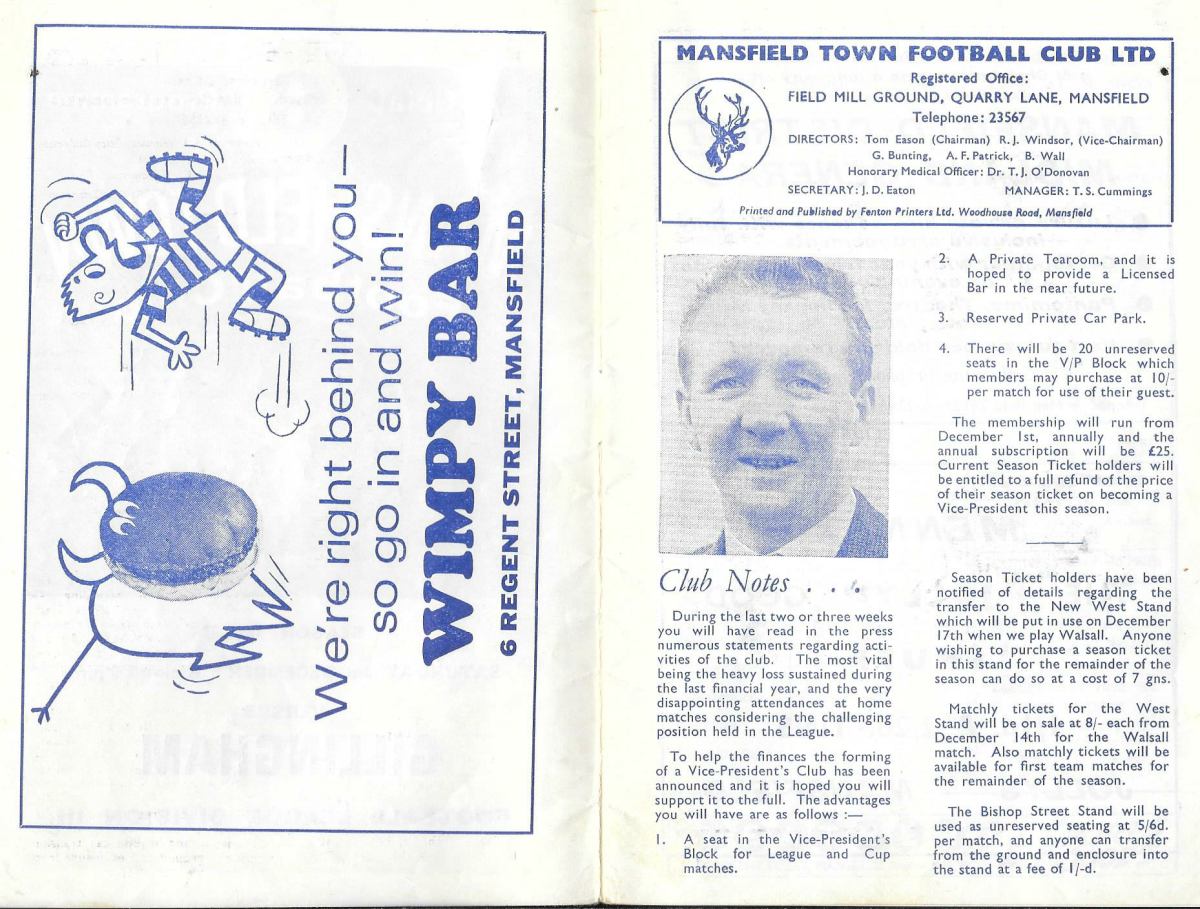 We're right behind you—
so go in and win!
WIMPY BAR
6 REGENT STREET, MANSFIELD
MANSFIELD TOWN FOOTBALL CLUB LTD
Registered Office:
FIELD MILL GROUND, QUARRY LANE, MANSFIELD
Telephone: 23567
DIRECTORS: Tom Eason (Chairman) R. J. Windsor, (Vice-Chairman)
G. Bunting, A. F. Patrick, B. Wall
Honorary Medical Officer: Dr. T. J. O'Donovan
SECRETARY: J. D. Eaton MANAGER: T. S. Cummings
Printed and Published by Fenton Printers Ltd. Woodhouse Road, Mansfield
Club Notes . . .
During the last two or three weeks
you will have read in the press
numerous statements regarding acti-
vities of the club. The most vital
being the heavy loss sustained during
the last financial year, and the very
disappointing attendances at home
matches considering the challenging
position held in the League.
To help the finances the forming
of a Vice-President's Club has been
announced and it is hoped you will
support it to the full. The advantages
you will have are as follows :—
1. A seat in the Vice-President's
Block for League and Cup
matches.
2. A Private Tearoom, and it is
hoped to provide a Licensed
Bar in the near future.
3. Reserved Private Car Park.
4. There will be 20 unreserved
seats in the V/P Block which
members may purchase at 10/-
per match for use of their guest.
The membership will run from
December 1st, annually and the
annual subscription will be £25.
Current Season Ticket holders will
be entitled to a full refund of the price
of their season ticket on becoming a
Vice-President this season.
Season Ticket holders have been
notified of details regarding the
transfer to the New West Stand
which will be put in use on December
17th when we play Walsall. Anyone
wishing to purchase a season ticket
in this stand for the remainder of the
season can do so at a cost of 7 gns.
Matchly tickets for the West
Stand will be on sale at 8/- each from
December 14th for the Walsall
match. Also matchly tickets will be
available for first team matches for
the remainder of the season.
The Bishop Street Stand will be
used as unreserved seating at 5/6d.
per match, and anyone can transfer
from the ground and enclosure into
the stand at a fee of 1/-d.